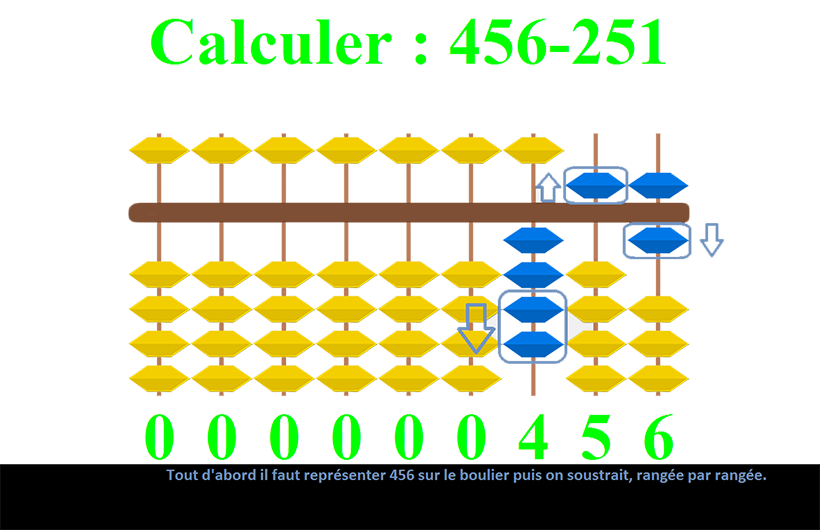 Calculer : 456-251
0 0 0 0 0 0 4 5 6
Tout d'abord il faut représenter 456 sur le boulier puis on soustrait, rangée par rangée.